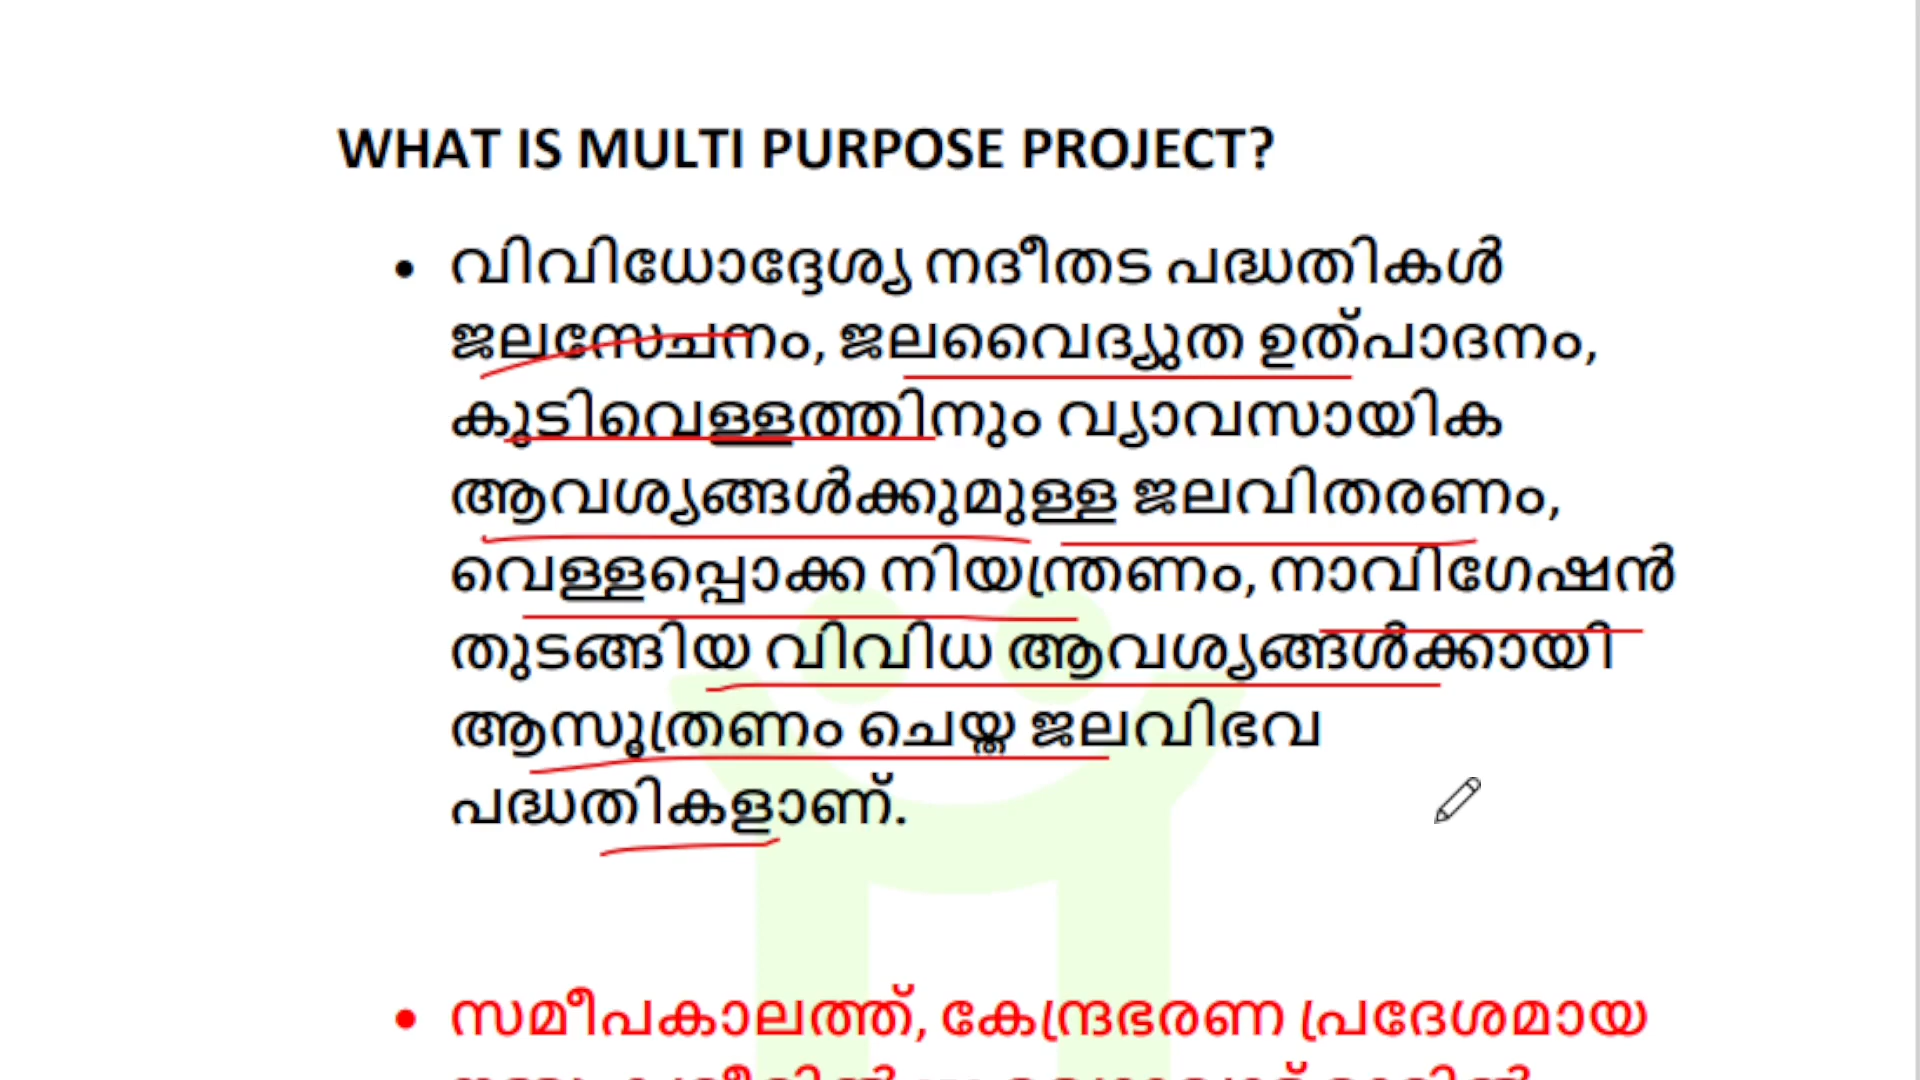 WHAT IS MULTI PURPOSE PROJECT?
• വിവിധോദ്ദേശ്യ നദീതട പദ്ധതികൾ
ജലസേചനം, ജലവൈദ്യുത ഉത്പാദനം,
കുടിവെള്ളത്തിനും വ്യാവസായിക
ആവശ്യങ്ങൾക്കുമുള്ള ജലവിതരണം,
വെള്ളപ്പൊക്ക നിയന്ത്രണം, നാവിഗേഷൻ
തുടങ്ങിയ വിവിധ ആവശ്യങ്ങൾക്കായി
ആസൂത്രണം ചെയ്ത ജലവിഭവ
പദ്ധതികളാണ്.
• സമീപകാലത്ത്, കേന്ദ്രഭരണ പ്രദേശമായ